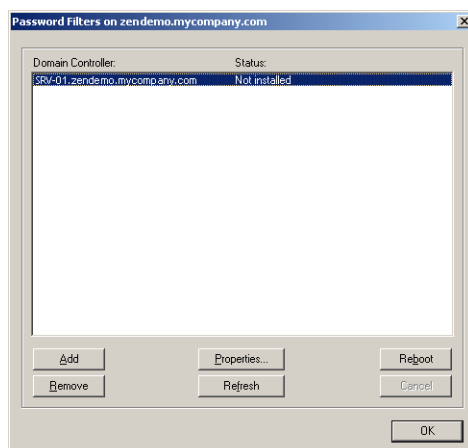 Password Filters on zendemo.mycompany.com
Domain Controller: Status:
SRV-01.zendemo.mycompany.com Not installed
Add Properties... Reboot
Remove Refresh Cancel
OK